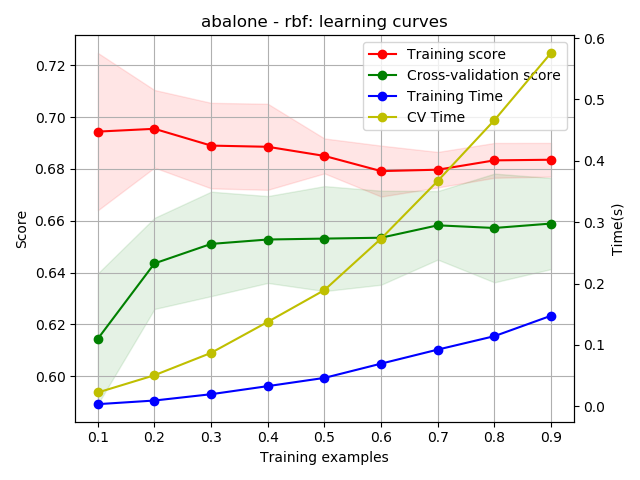 abalone - rbf: learning curves
Training score
Cross-validation score
Training Time
CV Time
Score
0.72
0.70
0.68
0.66
0.64
0.62
0.60
0.6
0.5
0.4
0.3
0.2
0.1
0.0
Time(s)
0.1 0.2 0.3 0.4 0.5 0.6 0.7 0.8 0.9
Training examples